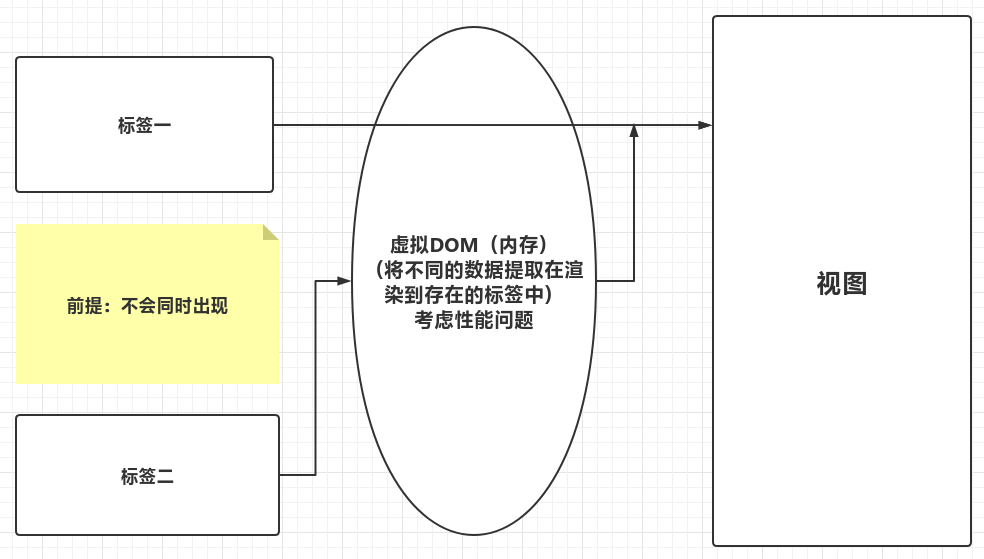 标签一
前提：不会同时出现
标签二
虚拟DOM（内存）
（将不同的数据提取在渲
染到存在的标签中）
考虑性能问题
视图